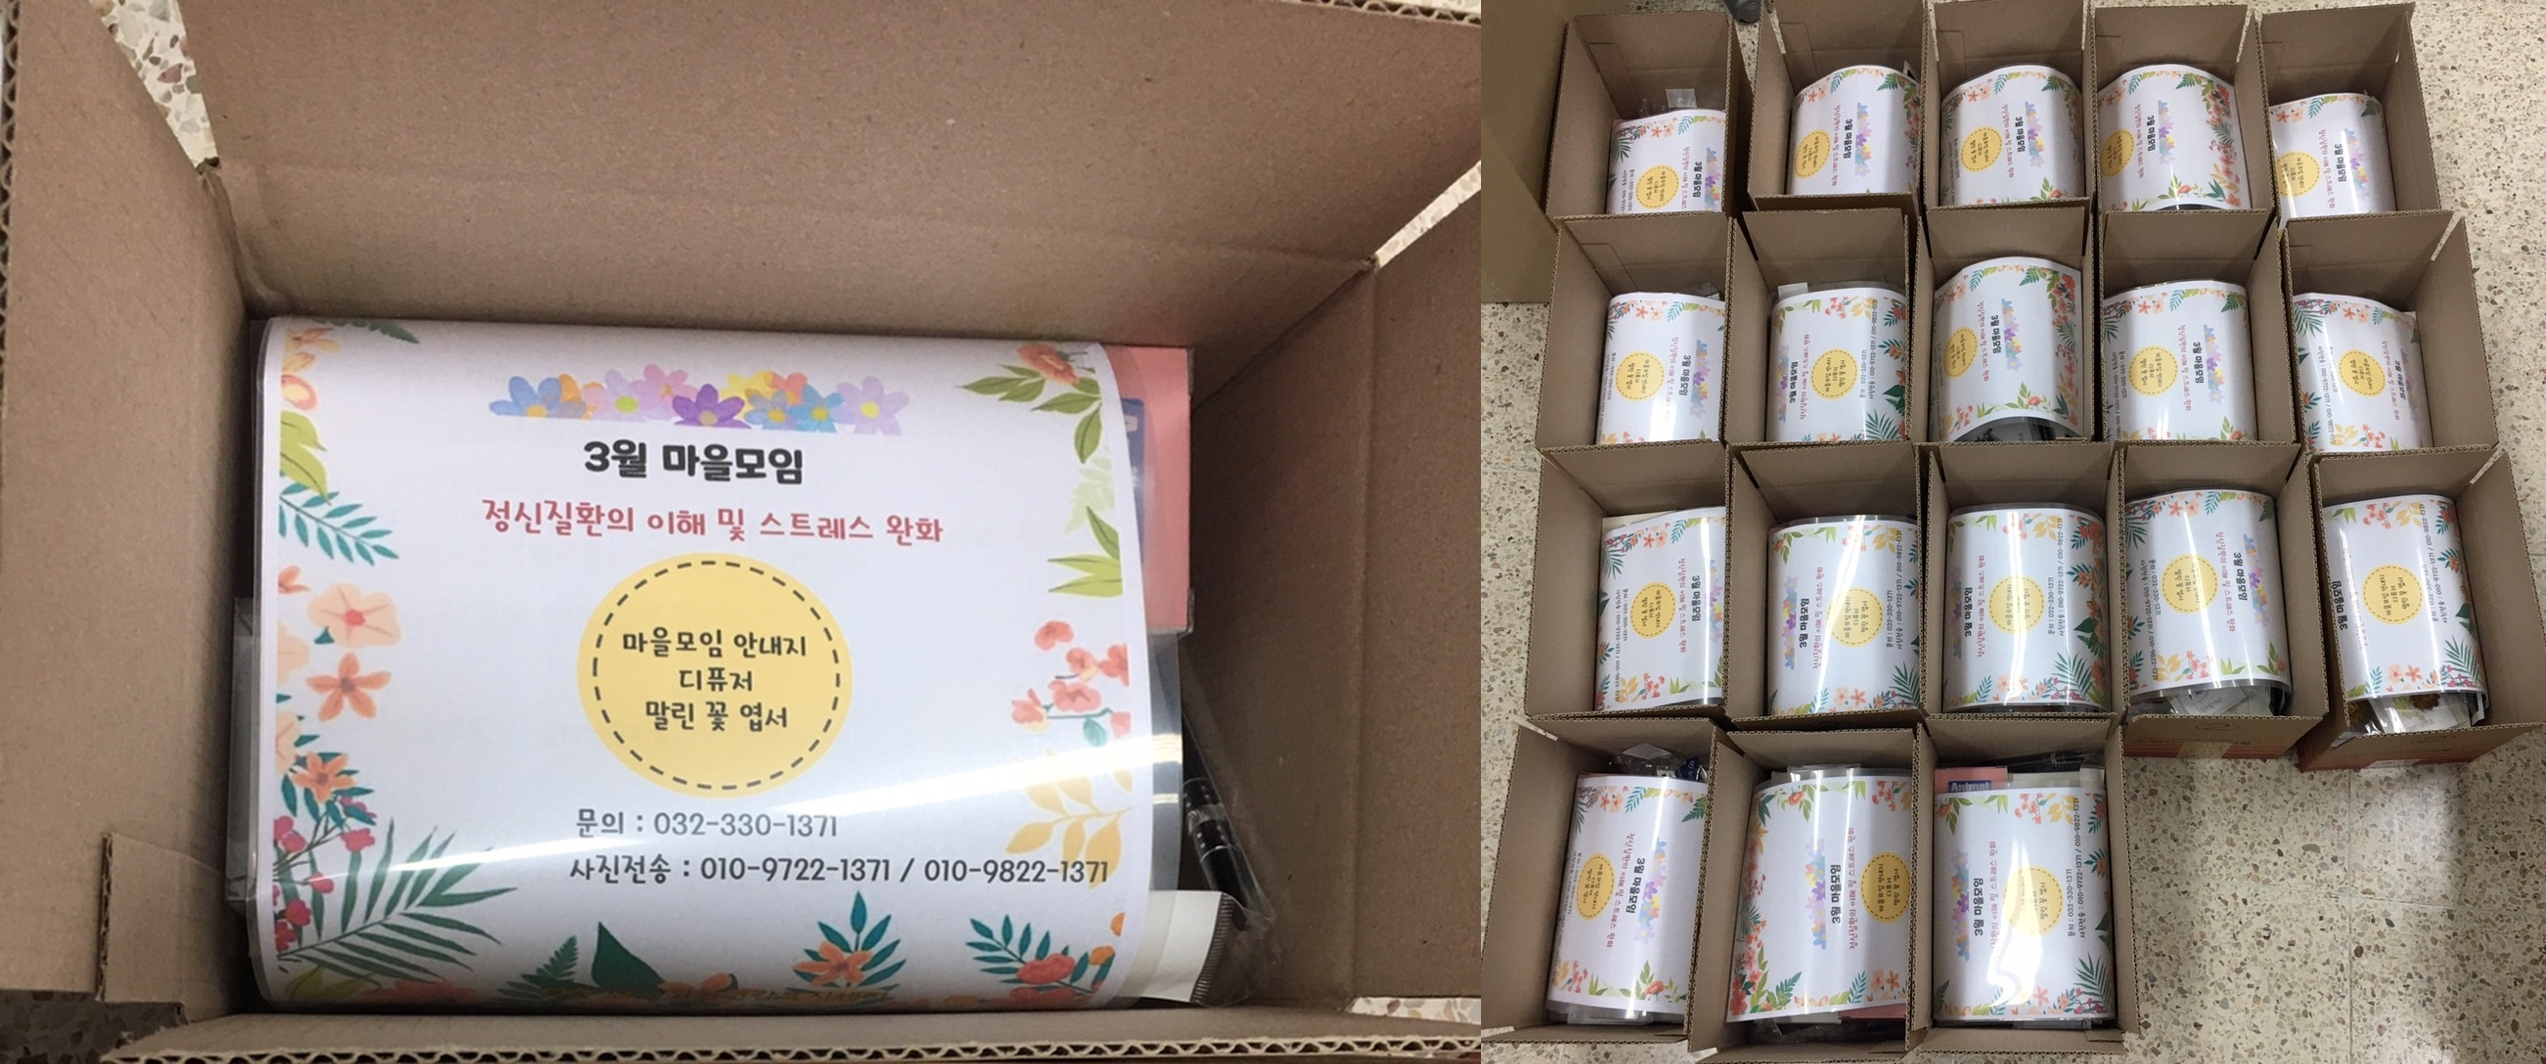 3월 마을모임
정신질환의 이해 및 스트레스 완화
마을모임 안내지
디퓨저
말린 꽃 엽서
문의 : 032-330-1371
사진전송 : 010-9722-1371 / 010-9822-1371
Animal